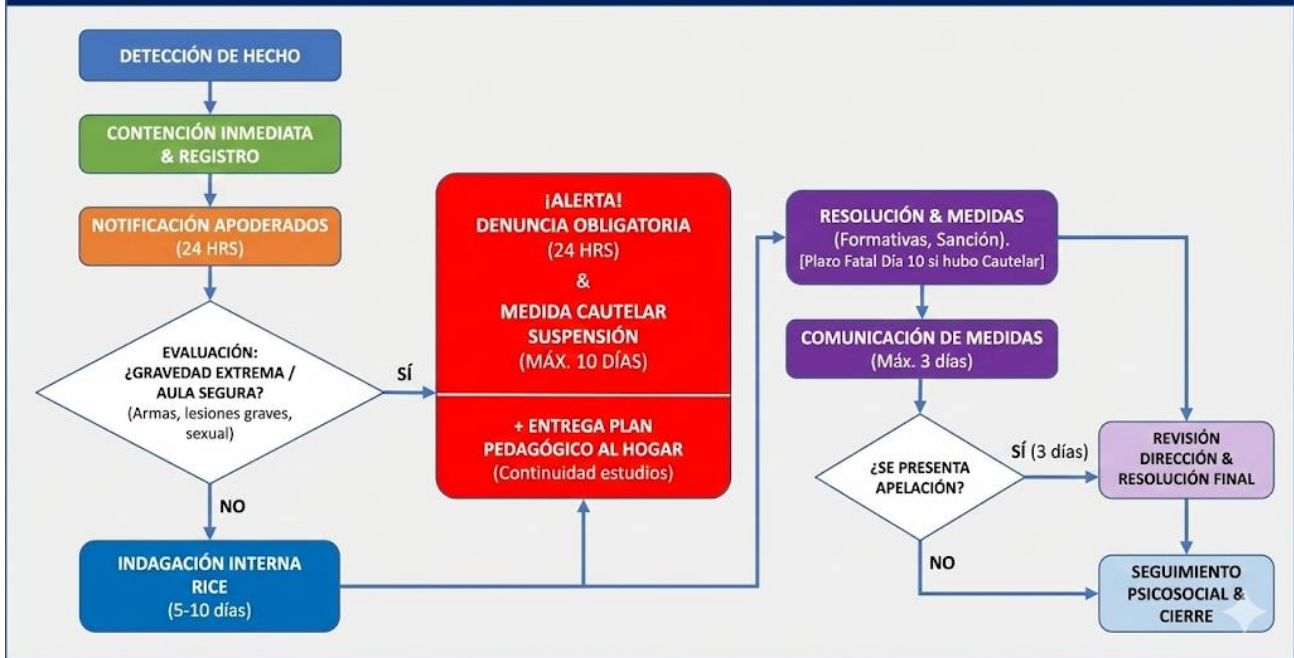 DETECCIÓN DE HECHO
CONTENCIÓN INMEDIATA
& REGISTRO
NOTIFICACIÓN APODERADOS
(24 HRS)
EVALUACIÓN:
¿GRAVEDAD EXTREMA /
AULA SEGURA?
(Armas, lesiones graves,
sexual)
SÍ
NO
INDAGACIÓN INTERNA
RICE
(5-10 días)
¡ALERTA!
DENUNCIA OBLIGATORIA
(24 HRS)
&
MEDIDA CAUTELAR
SUSPENSIÓN
(MÁX. 10 DÍAS)
+ ENTREGA PLAN
PEDAGÓGICO AL HOGAR
(Continuidad estudios)
RESOLUCIÓN & MEDIDAS
(Formativas, Sanción).
[Plazo Fatal Día 10 si hubo Cautelar]
COMUNICACIÓN DE MEDIDAS
(Máx. 3 días)
¿SE PRESENTA
APELACIÓN?
SÍ (3 días)
NO
REVISIÓN
DIRECCIÓN &
RESOLUCIÓN FINAL
SEGUIMIENTO
PSICOSOCIAL &
CIERRE